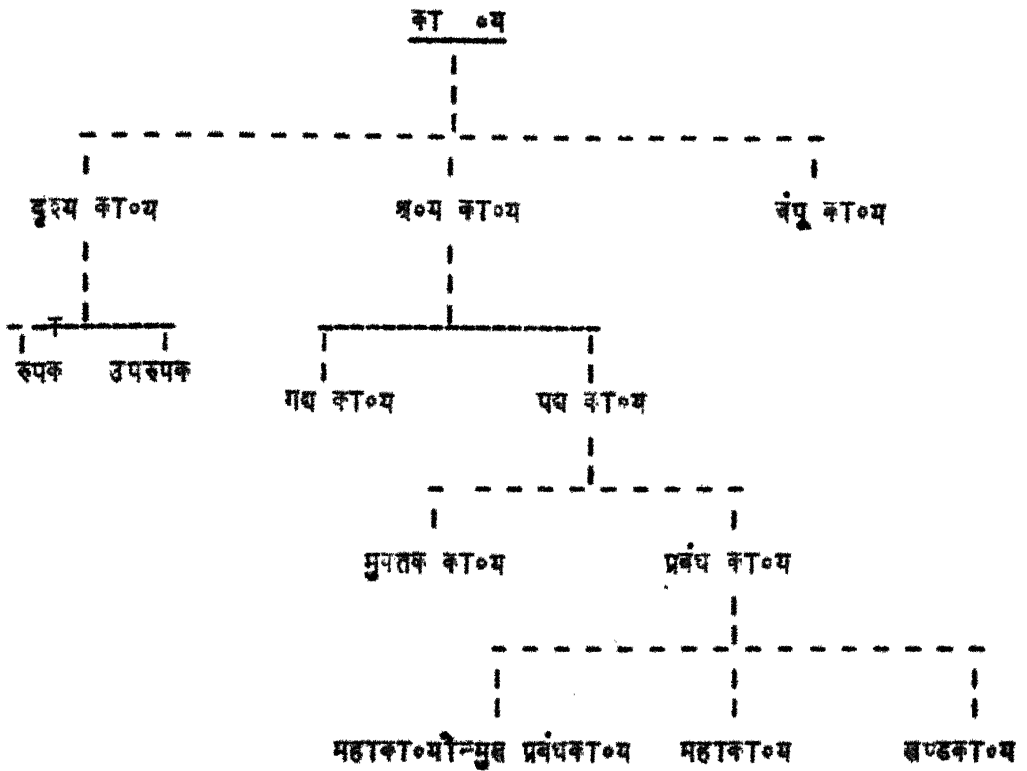 काव्य
दृश्य काव्य श्रव्य काव्य चंपू काव्य
रुपक उपरुपक
गद्य काव्य पद्य काव्य
मुक्तक काव्य प्रबंध काव्य
महाकाव्योन्मुख प्रबंधकाव्य महाकाव्य खण्डकाव्य